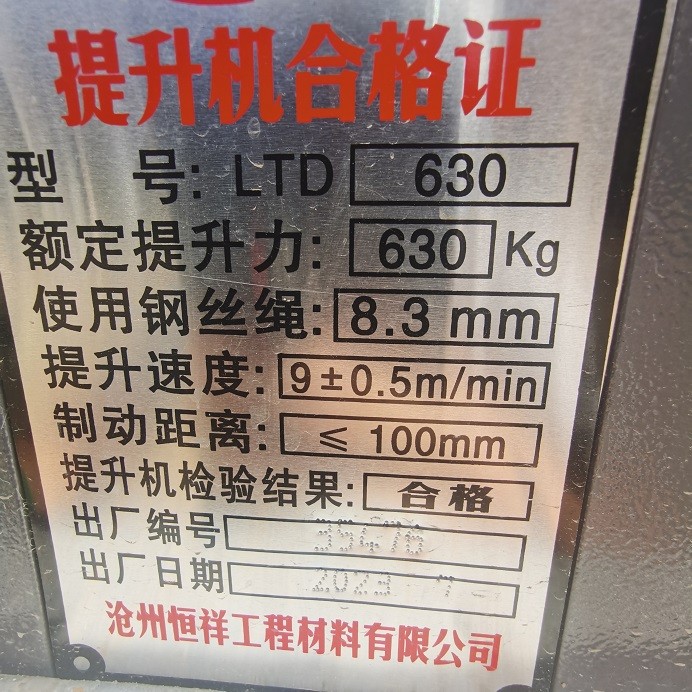 提升机合格证
型 号: LTD 630
额定提升力: 630 Kg
使用钢丝绳: 8.3 mm
提升速度: 9±0.5m/min
制动距离: ≤ 100mm
提升机检验结果: 合格
出厂编号 35476
出厂日期 2023 7
沧州恒祥工程材料有限公司